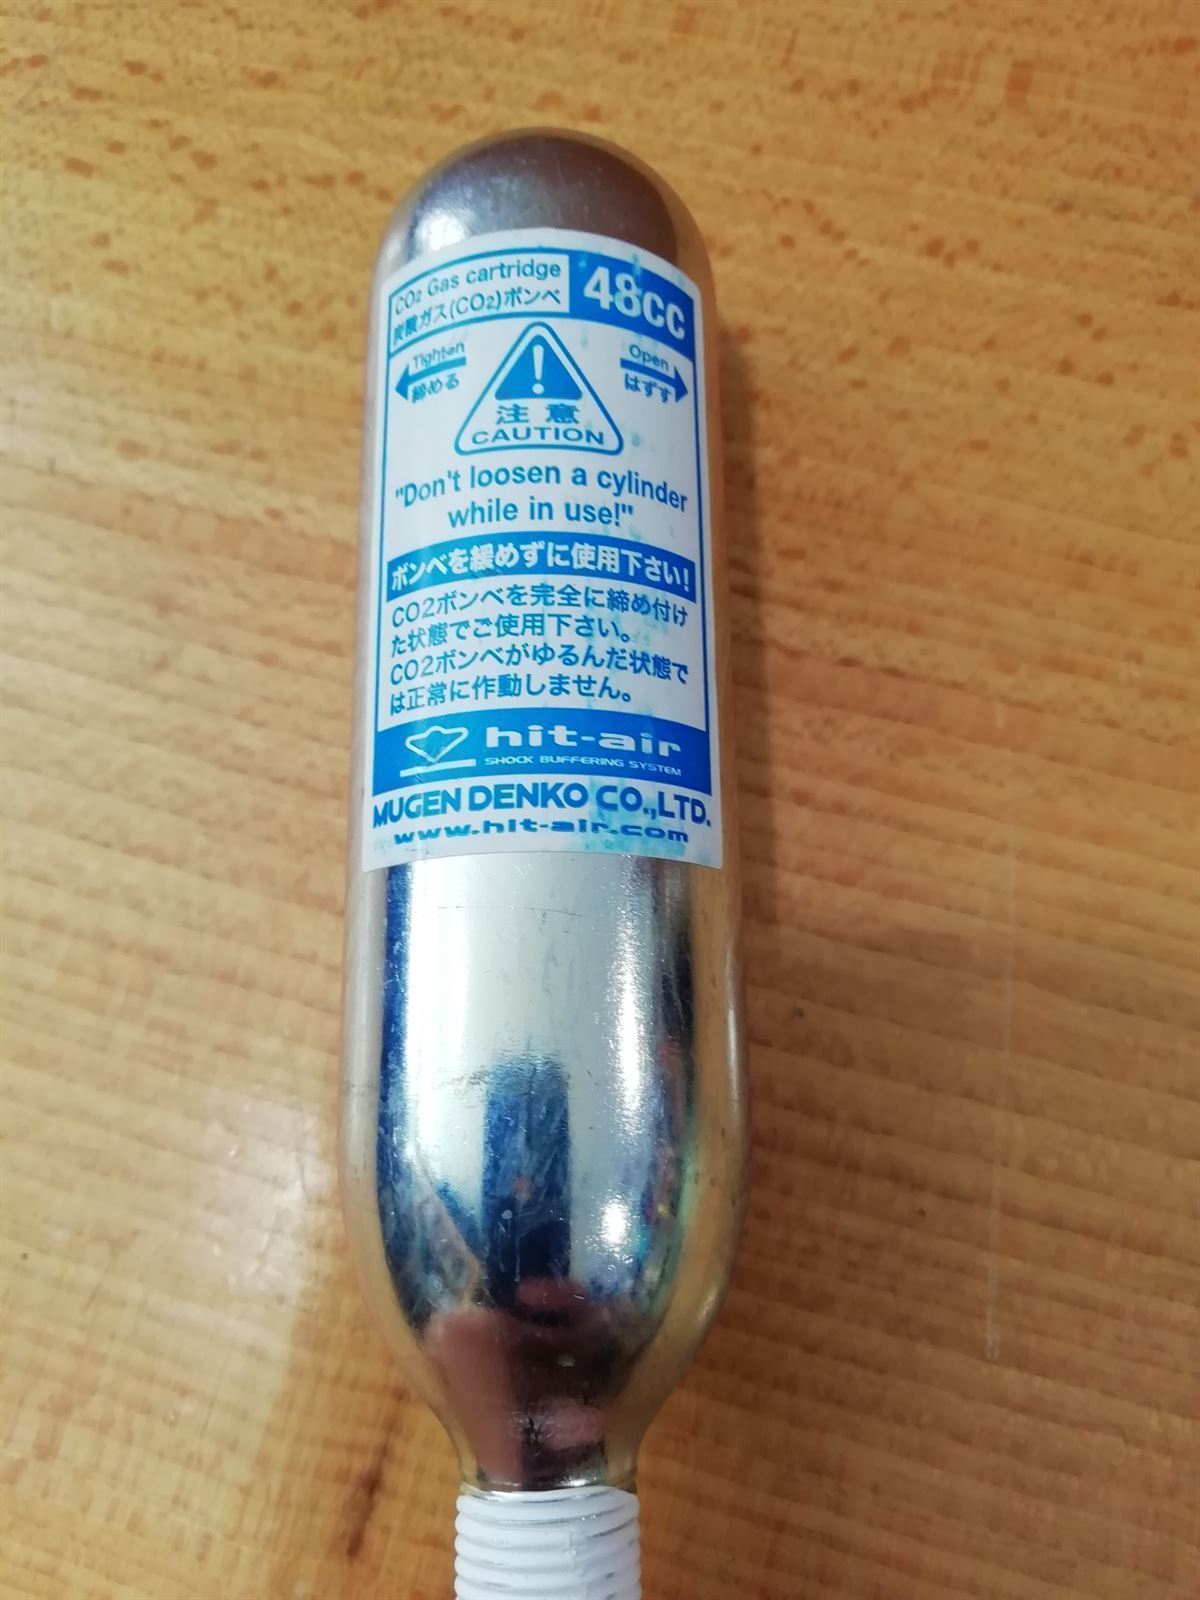 CO2 Gas cartridge
炭酸ガス(CO2)ボンベ
48cc
Tighten
締める
Open
はずす
注意
CAUTION
"Don't loosen a cylinder
while in use!"
ボンベを緩めずに使用下さい!
CO2ボンベを完全に締め付け
た状態でご使用下さい。
CO2ボンベがゆるんだ状態で
は正常に作動しません。
hit-air
SHOCK BUFFERING SYSTEM
MUGEN DENKO CO.,LTD.
www.hit-air.com